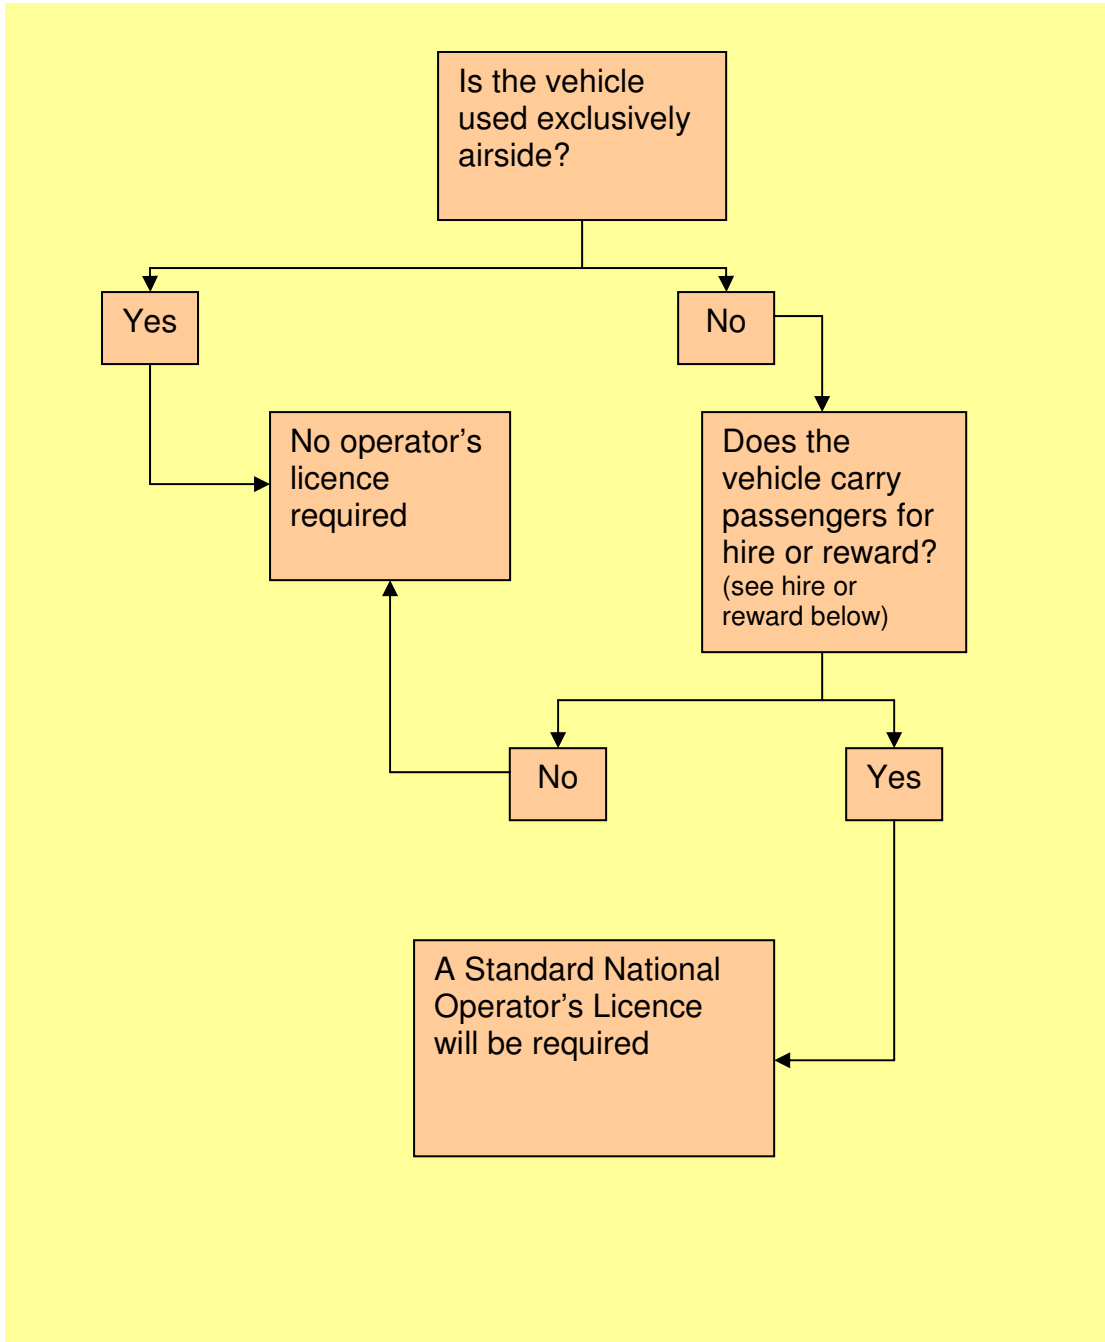 Is the vehicle
used exclusively
airside?
Yes
No
No operator’s
licence
required
Does the
vehicle carry
passengers for
hire or reward?
(see hire or
reward below)
No
Yes
A Standard National
Operator’s Licence
will be required